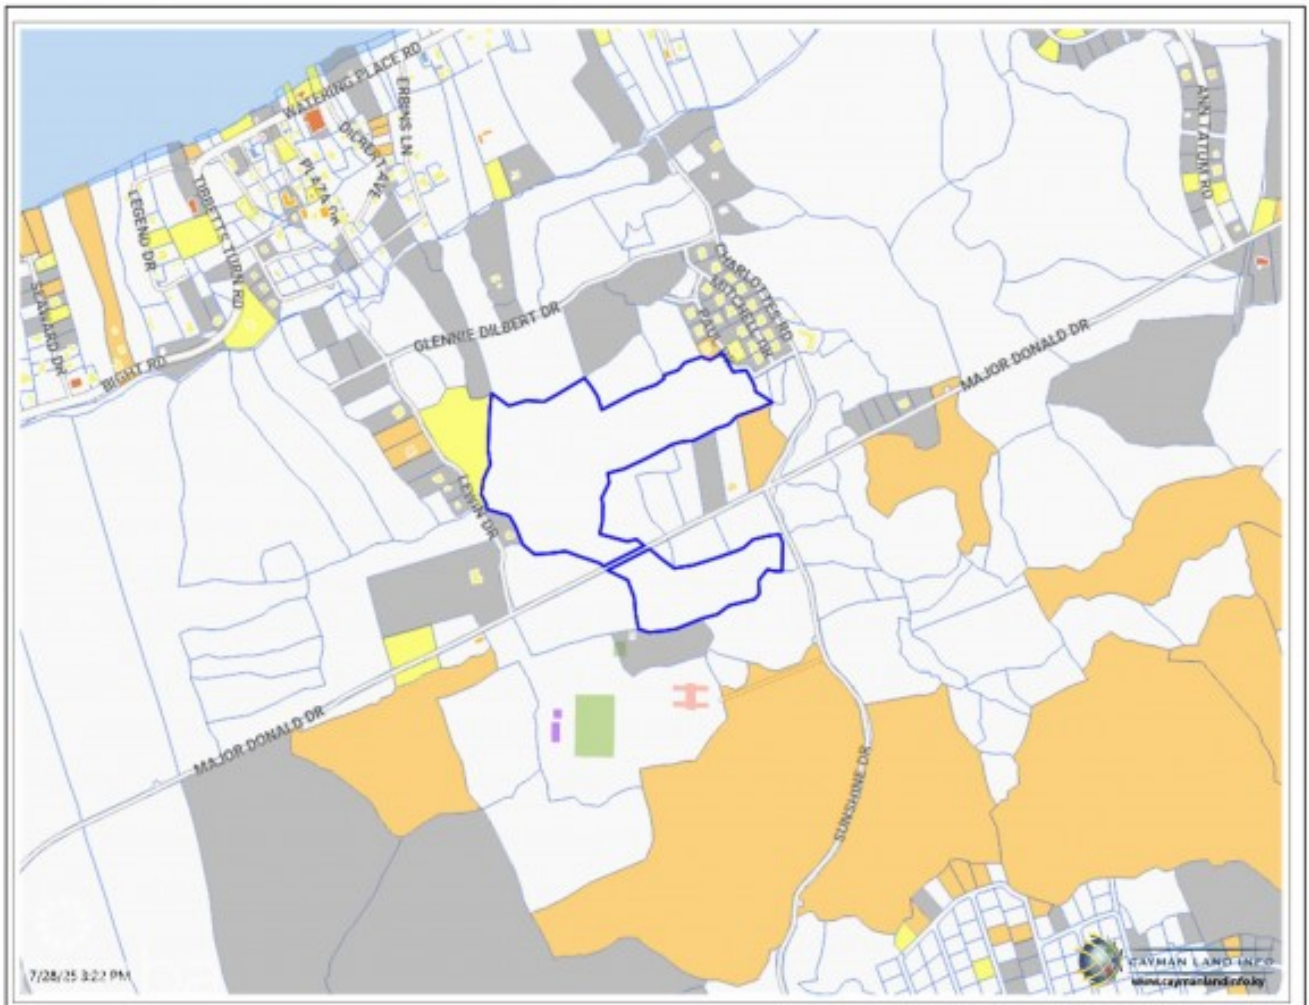 WATERING PLACE RD
ERBINS LN
DILBERT AVE
PLAZA DR
LEGEND DR
TIBBETTS TURN RD
SEAWARD DR
BIGHT RD
ANN TATUM RD
GLENNIE DILBERT DR
CHARLOTTES RD
MITCHELL DR
PAUL
MAJOR DONALD DR
LEWIN DR
MAJOR DONALD DR
SUNSHINE DR
7/28/25 3:22 PM
CAYMAN LAND INFO
www.caymanlandinfo.ky